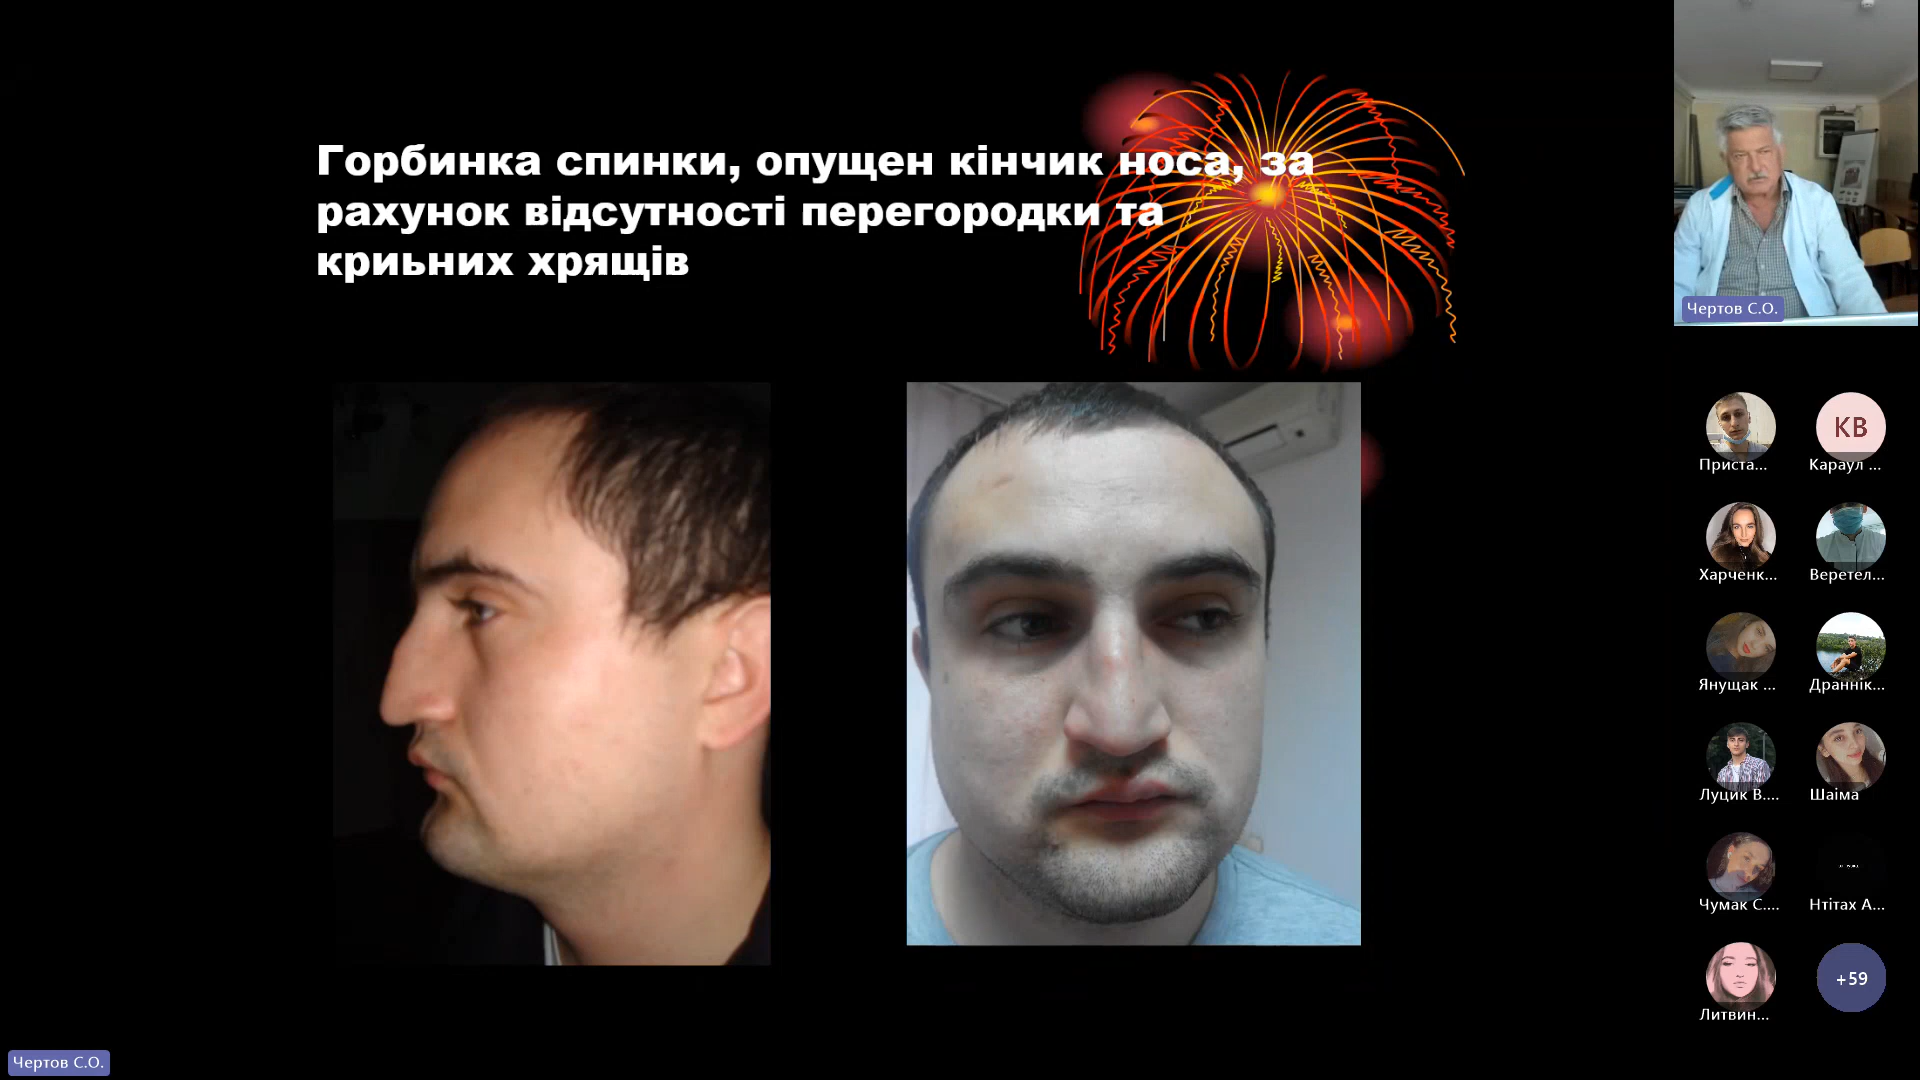 Горбинка спинки, опущен кінчик носа, за
рахунок відсутності перегородки та
криьних хрящів
Чертов С.О.
КВ
Приста...
Караул ...
Харченк...
Веретел...
Янущак ...
Драннік...
Луцик В....
Шаіма
Чумак С....
Нтітах А...
+59
Литвин...
Чертов С.О.